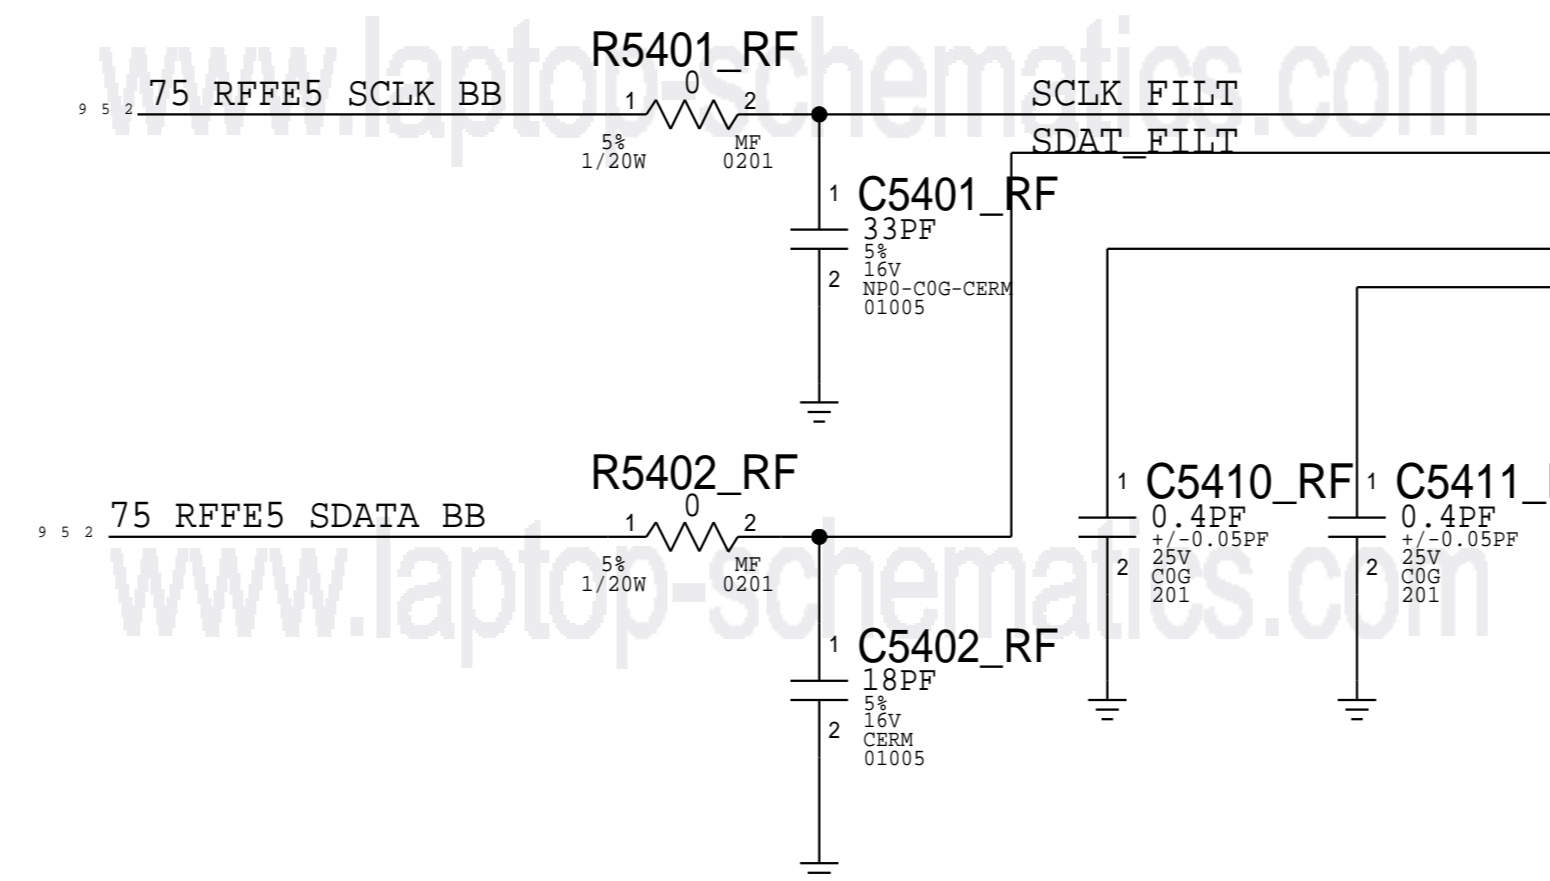 www.laptop-schematics.com
R5401_RF
0
9 5 2 75 RFFE5 SCLK BB
1 2
5% MF
1/20W 0201
SCLK FILT
SDAT_FILT
1 C5401_RF
33PF
5%
16V
2 NP0-C0G-CERM
01005
R5402_RF
0
9 5 2 75 RFFE5 SDATA BB
1 2
5% MF
1/20W 0201
1 C5410_RF
0.4PF
+/-0.05PF
25V
2 C0G
201
1 C5411_
0.4PF
+/-0.05PF
25V
2 C0G
201
www.laptop-schematics.com
1 C5402_RF
18PF
5%
16V
2 CERM
01005